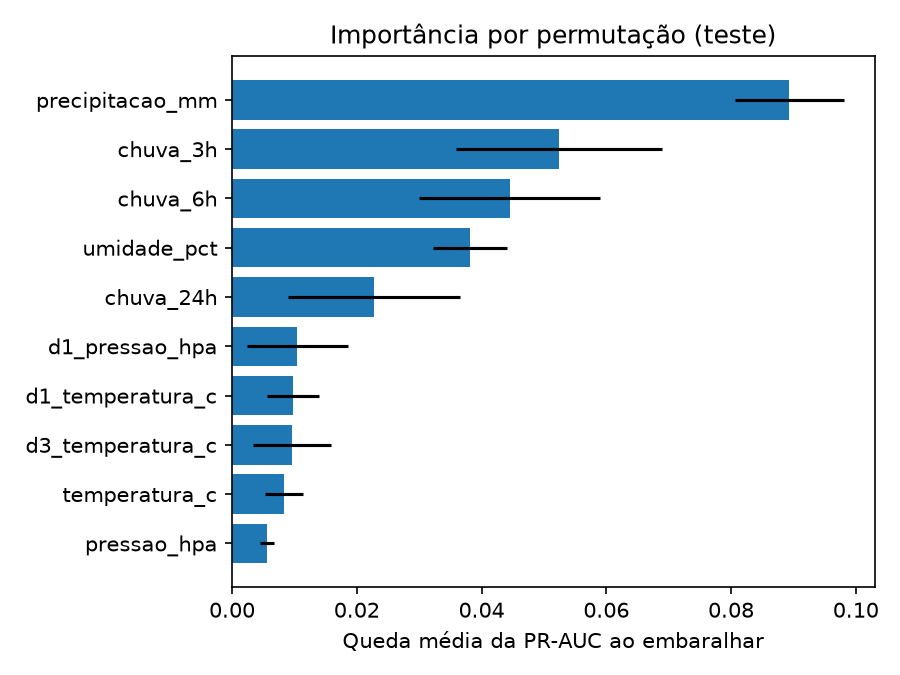 Importância por permutação (teste)
precipitacao_mm
chuva_3h
chuva_6h
umidade_pct
chuva_24h
d1_pressao_hpa
d1_temperatura_c
d3_temperatura_c
temperatura_c
pressao_hpa
0.00 0.02 0.04 0.06 0.08 0.10
Queda média da PR-AUC ao embaralhar